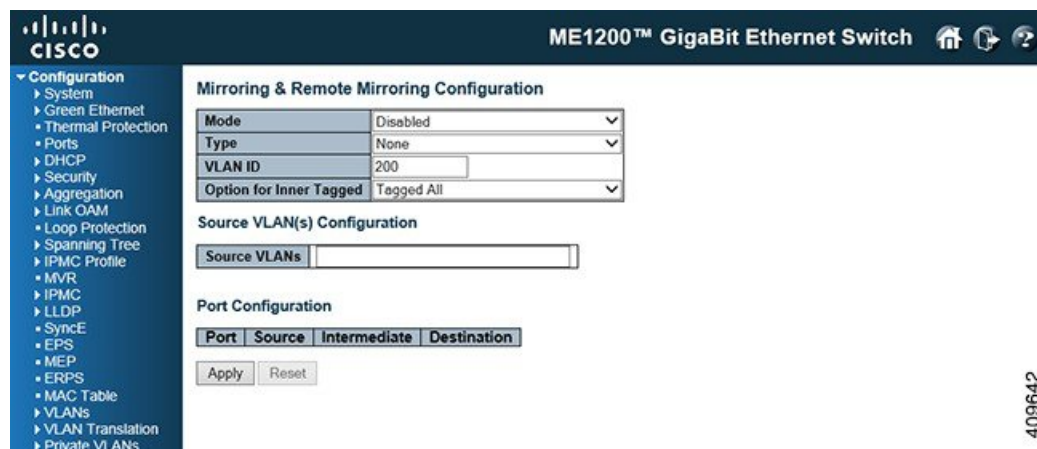 CISCO
ME1200™ GigaBit Ethernet Switch
Configuration
System
Green Ethernet
Thermal Protection
Ports
DHCP
Security
Aggregation
Link OAM
Loop Protection
Spanning Tree
IPMC Profile
MVR
IPMC
LLDP
SyncE
EPS
MEP
ERPS
MAC Table
VLANs
VLAN Translation
Private VLANs
Mirroring & Remote Mirroring Configuration
Mode Disabled
Type None
VLAN ID 200
Option for Inner Tagged Tagged All
Source VLAN(s) Configuration
Source VLANs
Port Configuration
Port Source Intermediate Destination
Apply Reset
409642